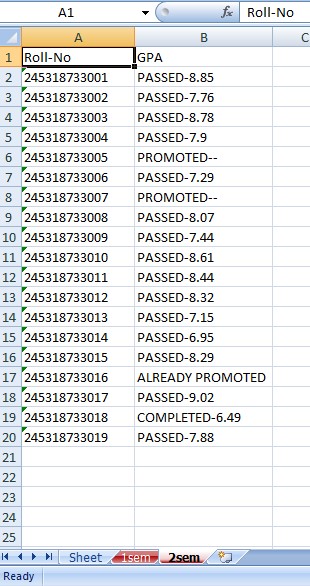 A1 fx Roll-No
A B C
1 Roll-No GPA
2 245318733001 PASSED-8.85
3 245318733002 PASSED-7.76
4 245318733003 PASSED-8.78
5 245318733004 PASSED-7.9
6 245318733005 PROMOTED--
7 245318733006 PASSED-7.29
8 245318733007 PROMOTED--
9 245318733008 PASSED-8.07
10 245318733009 PASSED-7.44
11 245318733010 PASSED-8.61
12 245318733011 PASSED-8.44
13 245318733012 PASSED-8.32
14 245318733013 PASSED-7.15
15 245318733014 PASSED-6.95
16 245318733015 PASSED-8.29
17 245318733016 ALREADY PROMOTED
18 245318733017 PASSED-9.02
19 245318733018 COMPLETED-6.49
20 245318733019 PASSED-7.88
21
22
23
24
25
Sheet 1sem 2sem
Ready